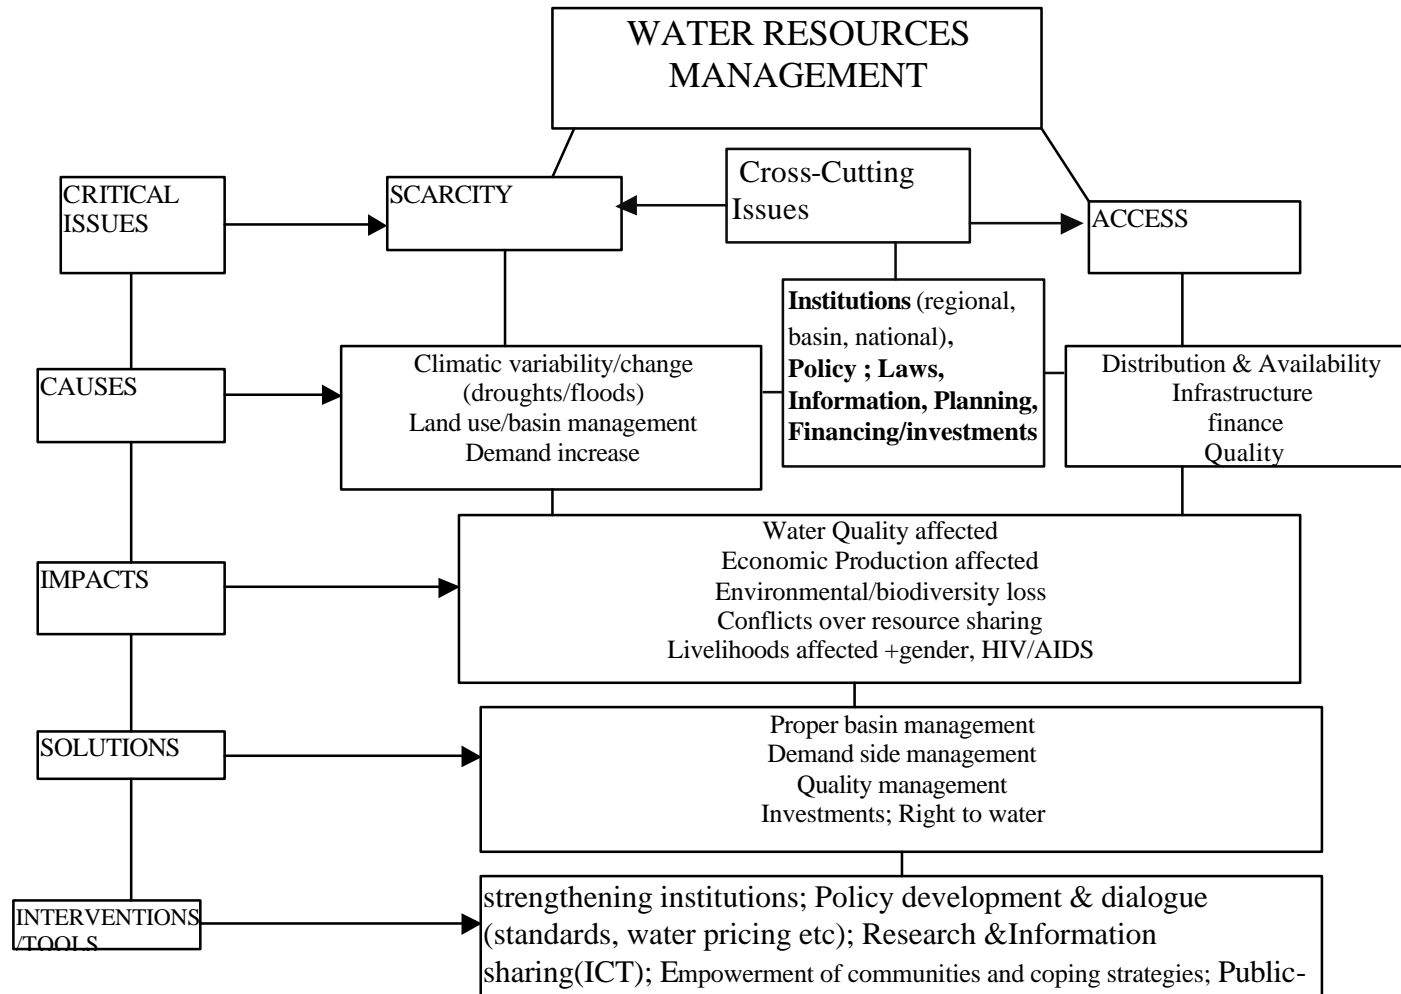 WATER RESOURCES
MANAGEMENT
CRITICAL
ISSUES
SCARCITY
Cross-Cutting
Issues
ACCESS
Institutions (regional,
basin, national),
Policy ; Laws,
Information, Planning,
Financing/investments
CAUSES
Climatic variability/change
(droughts/floods)
Land use/basin management
Demand increase
Distribution & Availability
Infrastructure
finance
Quality
IMPACTS
Water Quality affected
Economic Production affected
Environmental/biodiversity loss
Conflicts over resource sharing
Livelihoods affected +gender, HIV/AIDS
SOLUTIONS
Proper basin management
Demand side management
Quality management
Investments; Right to water
INTERVENTIONS
/TOOLS
strengthening institutions; Policy development & dialogue
(standards, water pricing etc); Research &Information
sharing(ICT); Empowerment of communities and coping strategies; Public-